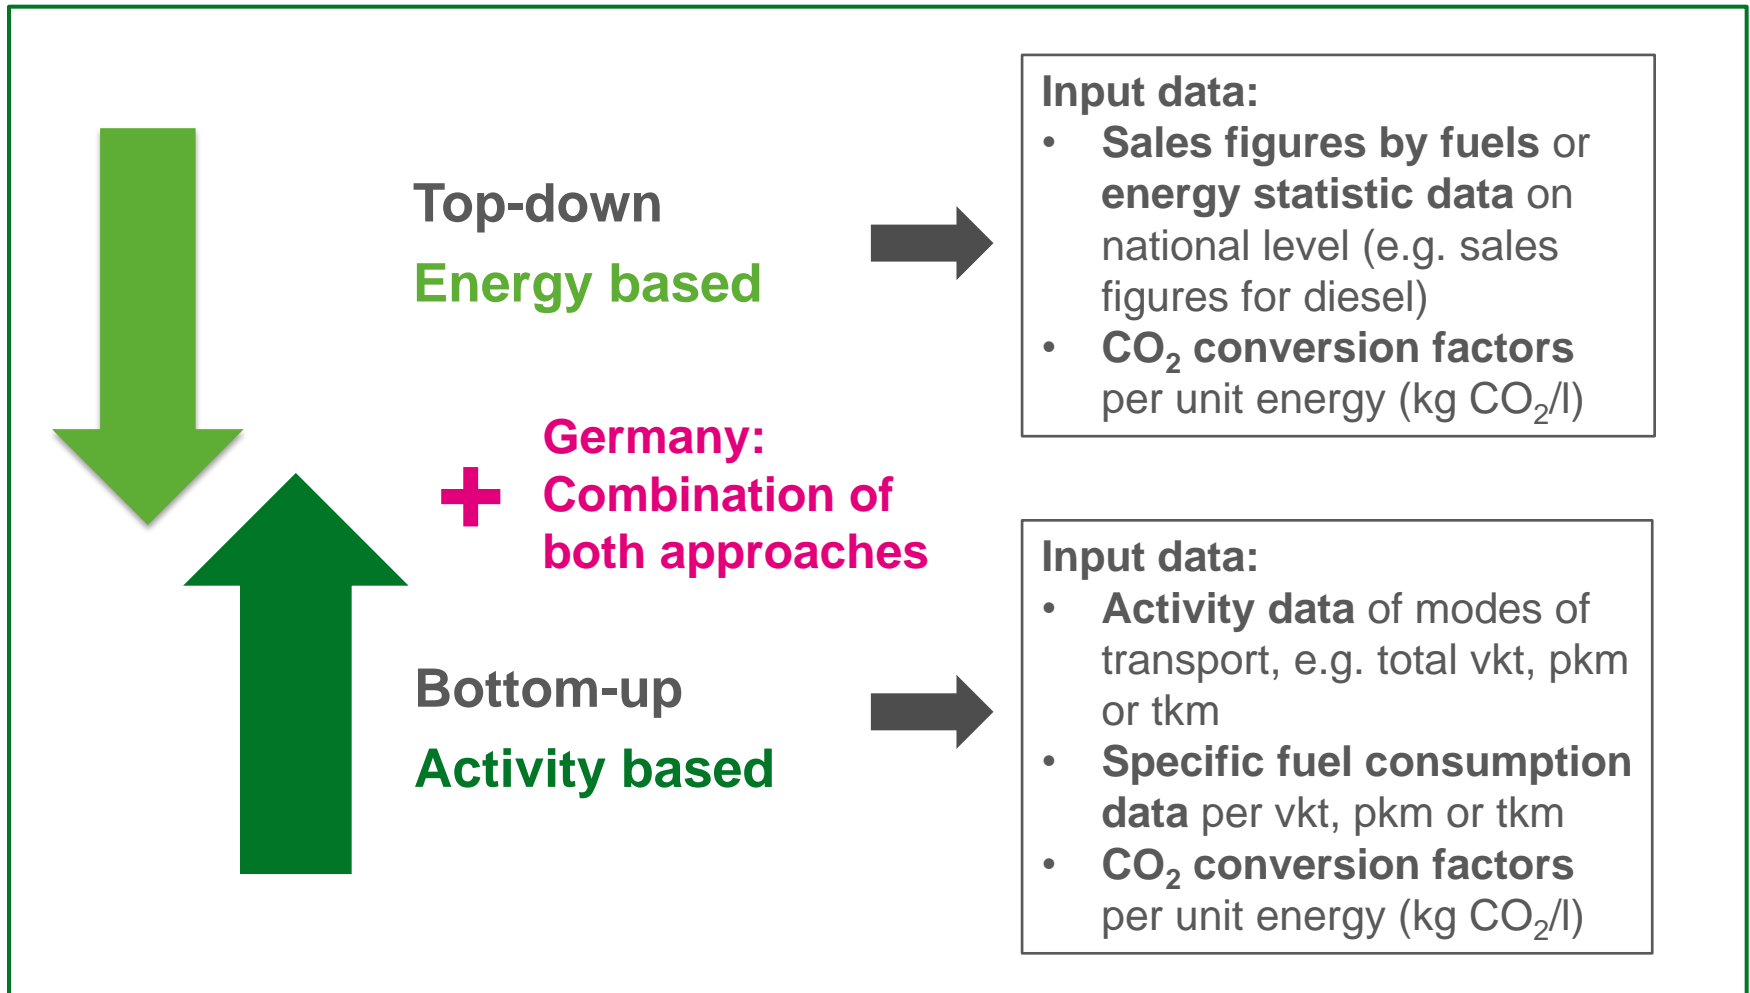 Top-down
Energy based
Input data:
• Sales figures by fuels or
energy statistic data on
national level (e.g. sales
figures for diesel)
• CO₂ conversion factors
per unit energy (kg CO₂/l)
+
Germany:
Combination of
both approaches
Bottom-up
Activity based
Input data:
• Activity data of modes of
transport, e.g. total vkt, pkm
or tkm
• Specific fuel consumption
data per vkt, pkm or tkm
• CO₂ conversion factors
per unit energy (kg CO₂/l)